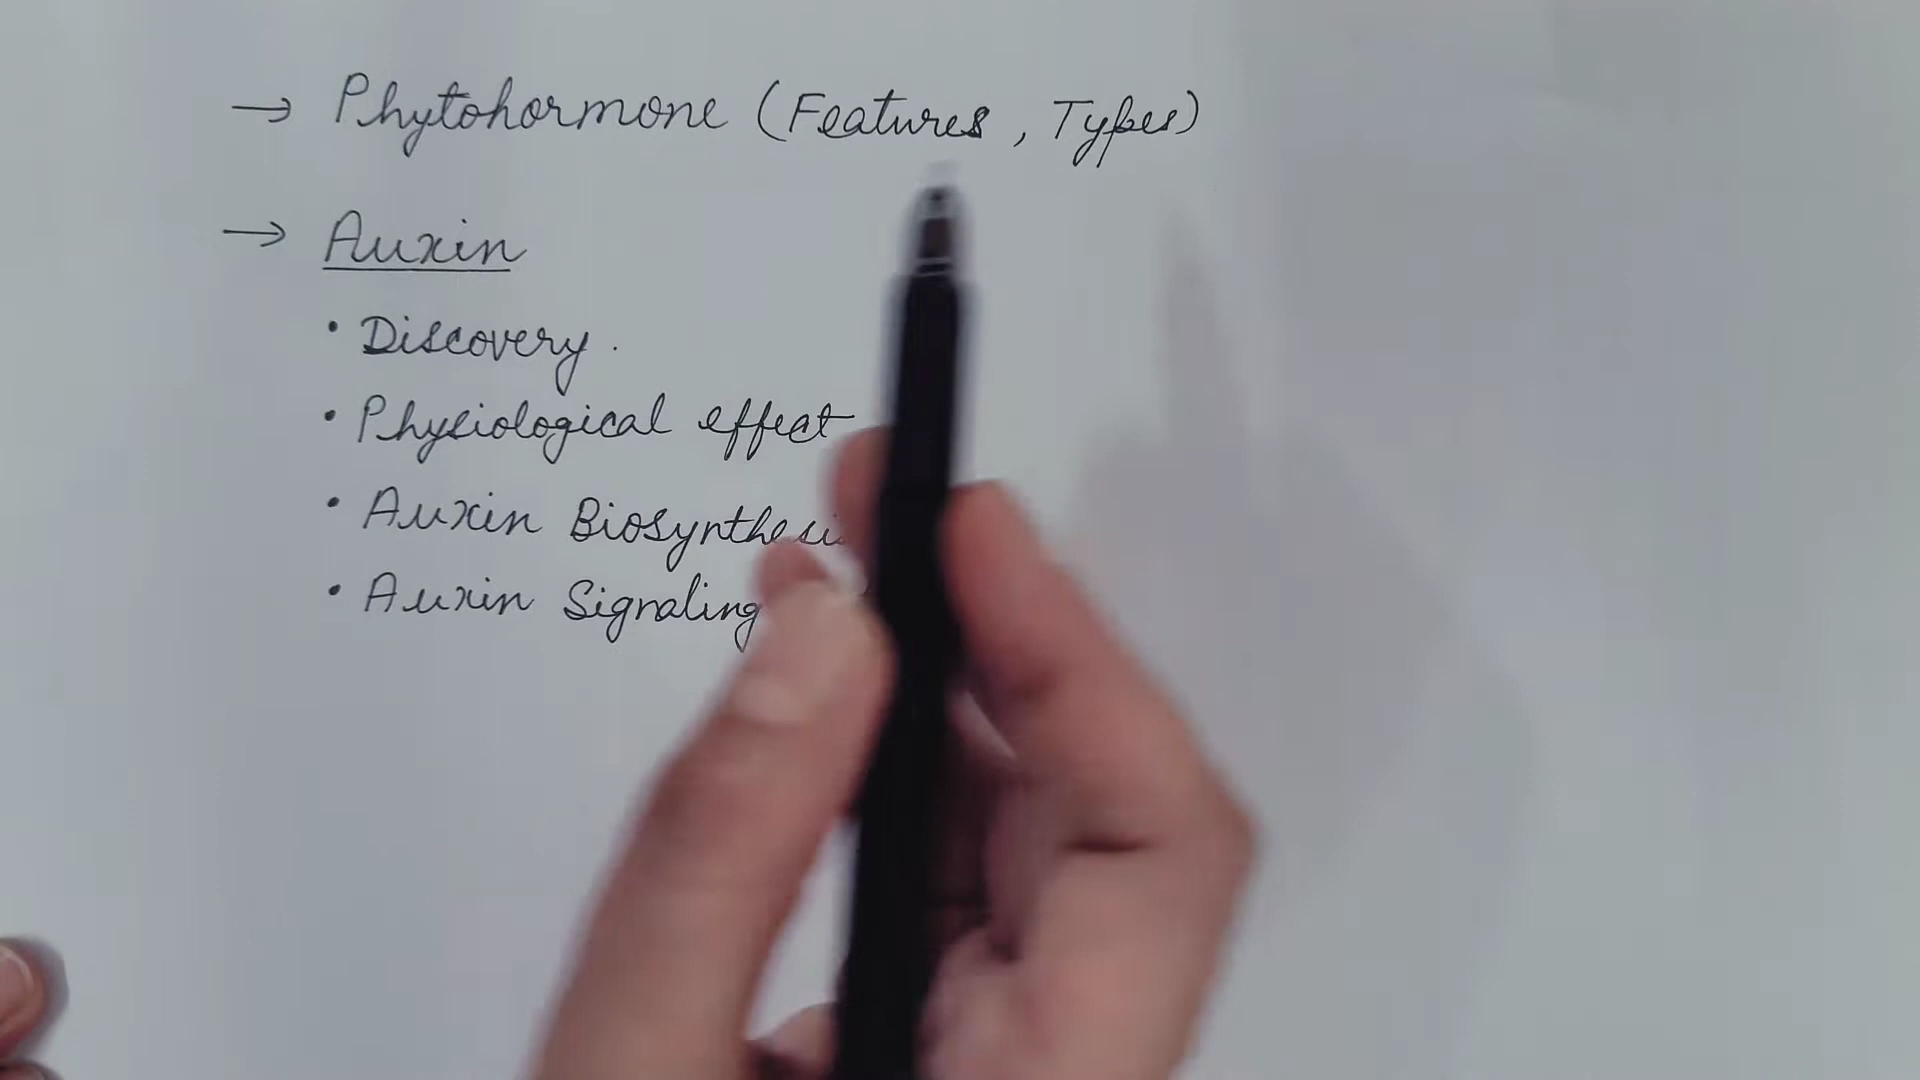 → Phytohormone (Features, Types)
→ Auxin
• Discovery.
• Physiological effect
• Auxin Biosynthesis
• Auxin Signaling